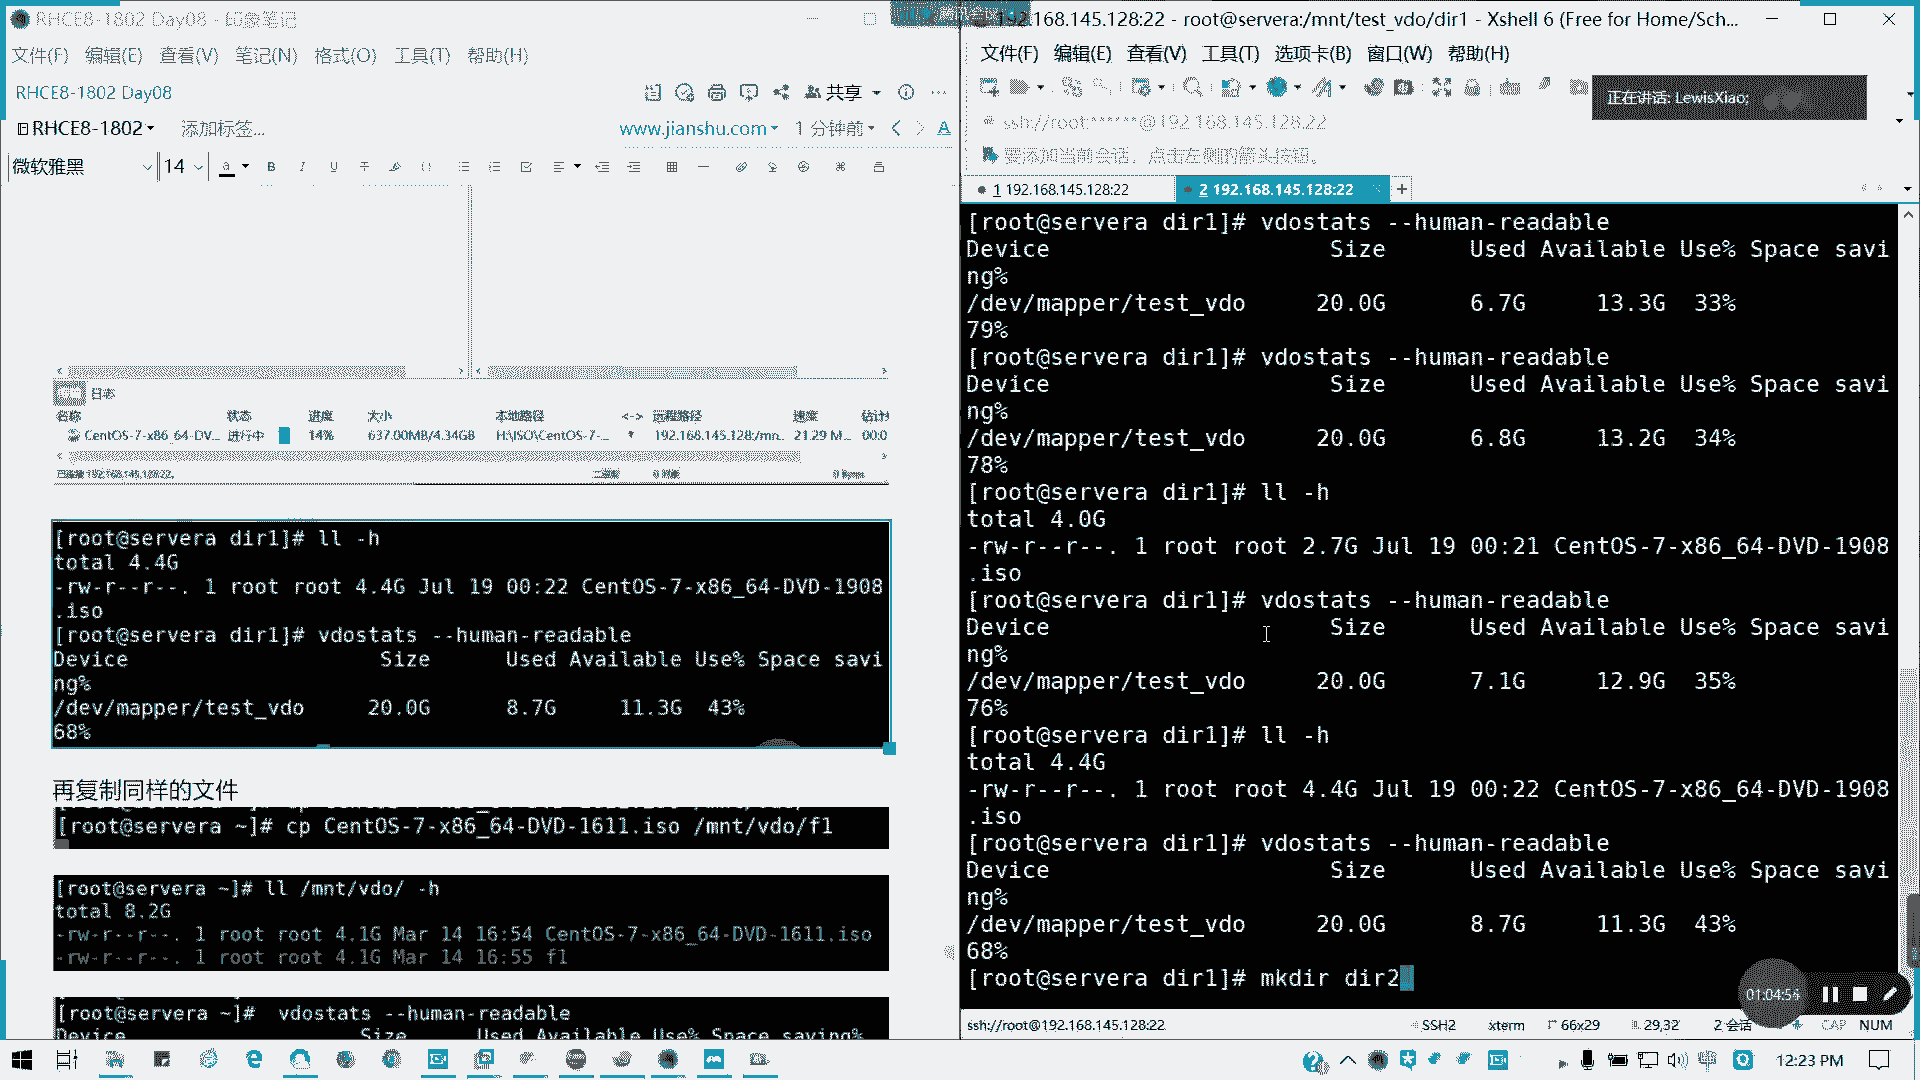 RHCE8-1802 Day08 - 印象笔记
文件(F) 编辑(E) 查看(V) 笔记(N) 格式(O) 工具(T) 帮助(H)
RHCE8-1802 Day08
共享
RHCE8-1802 添加标签... www.jianshu.com 1 分钟前
微软雅黑 14
日志
名称 状态 进度 大小 本地路径 <-> 远程路径 速度
CentOS-7-x86_64-DV... 进行中 14% 637.00MB/4.34GB H:\ISO\CentOS-7-... 192.168.145.128:/mn... 21.29 M... 00:0
[root@servera dir1]# ll -h
total 4.4G
-rw-r--r--. 1 root root 4.4G Jul 19 00:22 CentOS-7-x86_64-DVD-1908
.iso
[root@servera dir1]# vdostats --human-readable
Device Size Used Available Use% Space savi
ng%
/dev/mapper/test_vdo 20.0G 8.7G 11.3G 43%
68%
再复制同样的文件
[root@servera ~]# cp CentOS-7-x86_64-DVD-1611.iso /mnt/vdo/f1
[root@servera ~]# ll /mnt/vdo/ -h
total 8.2G
-rw-r--r--. 1 root root 4.1G Mar 14 16:54 CentOS-7-x86_64-DVD-1611.iso
-rw-r--r--. 1 root root 4.1G Mar 14 16:55 f1
[root@servera ~]# vdostats --human-readable
Device Size Used Available Use% Space saving%
192.168.145.128:22 - root@servera:/mnt/test_vdo/dir1 - Xshell 6 (Free for Home/Sch...
文件(F) 编辑(E) 查看(V) 工具(T) 选项卡(B) 窗口(W) 帮助(H)
正在讲话: LewisXiao;
ssh://root:******@192.168.145.128:22
要添加当前会话，点击左侧的箭头按钮。
1 192.168.145.128:22 2 192.168.145.128:22
[root@servera dir1]# vdostats --human-readable
Device Size Used Available Use% Space savi
ng%
/dev/mapper/test_vdo 20.0G 6.7G 13.3G 33%
79%
[root@servera dir1]# vdostats --human-readable
Device Size Used Available Use% Space savi
ng%
/dev/mapper/test_vdo 20.0G 6.8G 13.2G 34%
78%
[root@servera dir1]# ll -h
total 4.0G
-rw-r--r--. 1 root root 2.7G Jul 19 00:21 CentOS-7-x86_64-DVD-1908
.iso
[root@servera dir1]# vdostats --human-readable
Device Size Used Available Use% Space savi
ng%
/dev/mapper/test_vdo 20.0G 7.1G 12.9G 35%
76%
[root@servera dir1]# ll -h
total 4.4G
-rw-r--r--. 1 root root 4.4G Jul 19 00:22 CentOS-7-x86_64-DVD-1908
.iso
[root@servera dir1]# vdostats --human-readable
Device Size Used Available Use% Space savi
ng%
/dev/mapper/test_vdo 20.0G 8.7G 11.3G 43%
68%
[root@servera dir1]# mkdir dir2
01:04:54
ssh://root@192.168.145.128:22 SSH2 xterm 66x29 29,32 2 会话 CAP NUM
中 12:23 PM